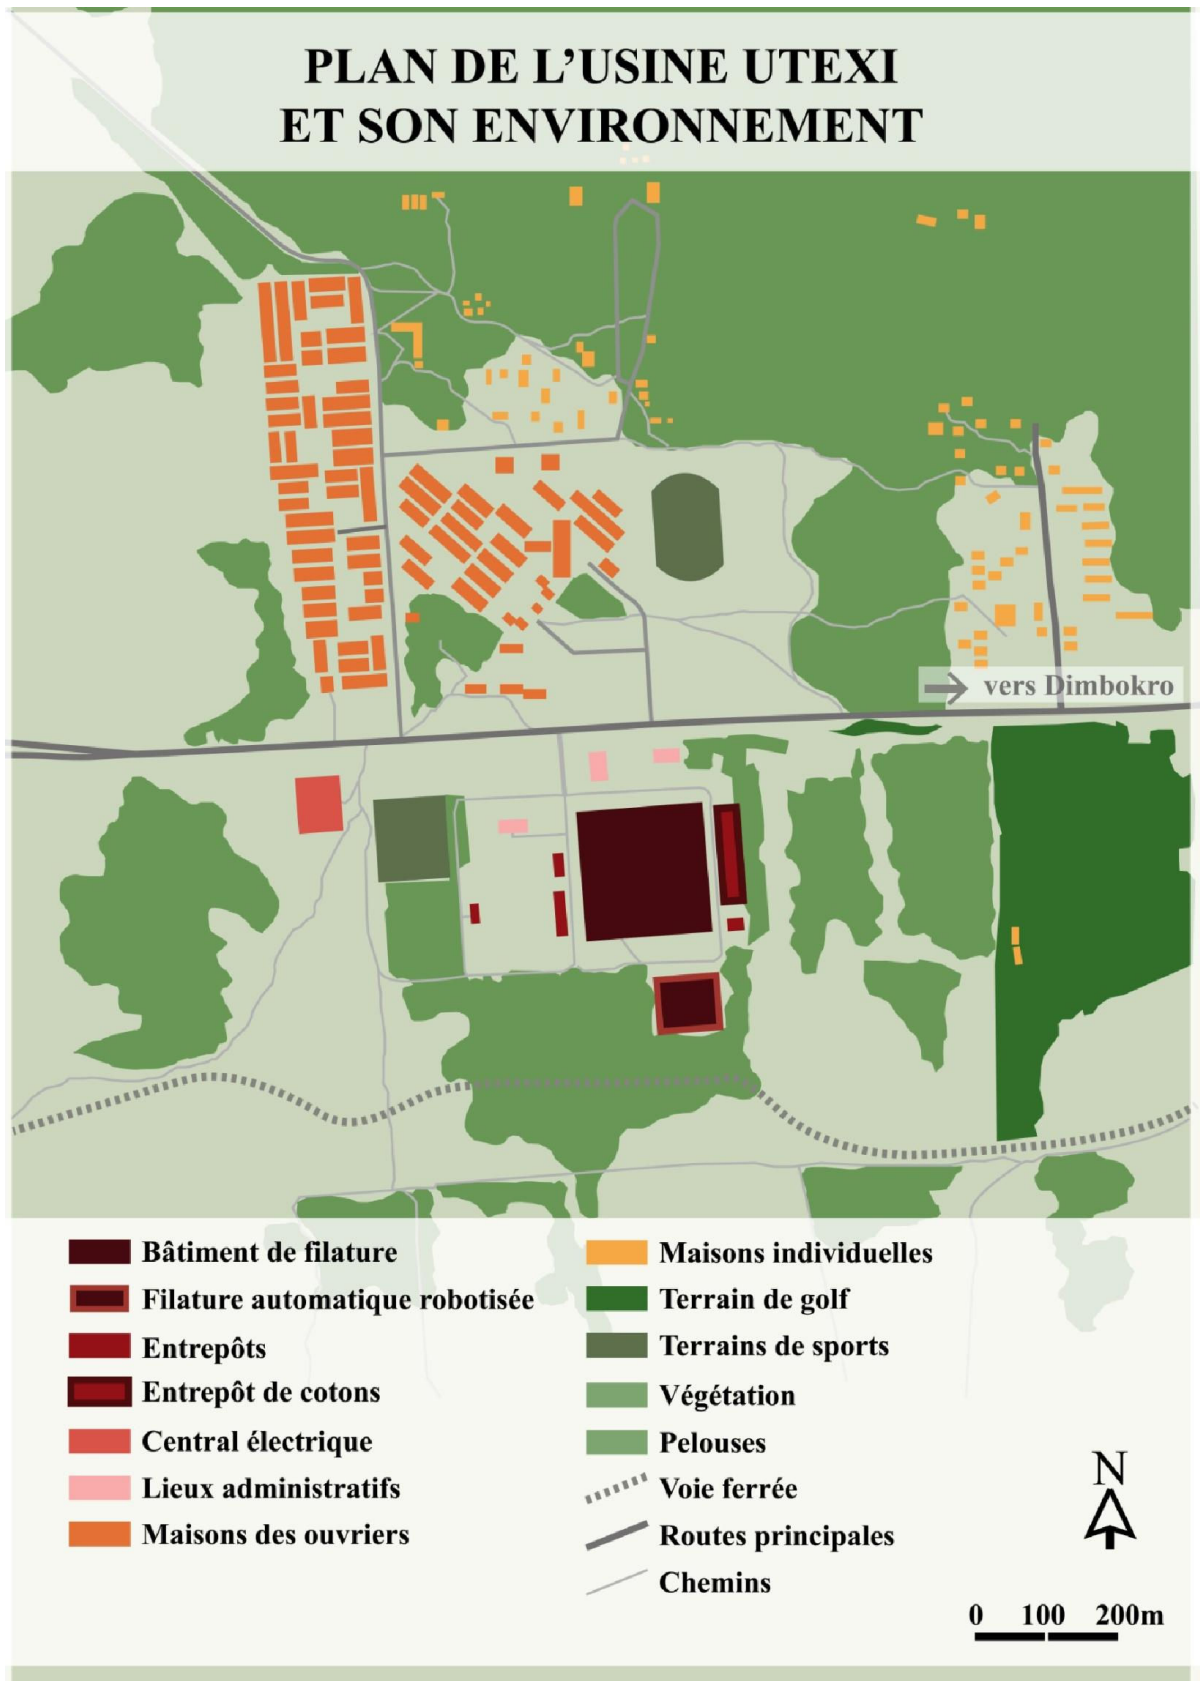 PLAN DE L’USINE UTEXI
ET SON ENVIRONNEMENT
vers Dimbokro
Bâtiment de filature
Filature automatique robotisée
Entrepôts
Entrepôt de cotons
Central électrique
Lieux administratifs
Maisons des ouvriers
Maisons individuelles
Terrain de golf
Terrains de sports
Végétation
Pelouses
Voie ferrée
Routes principales
Chemins
N
0 100 200m